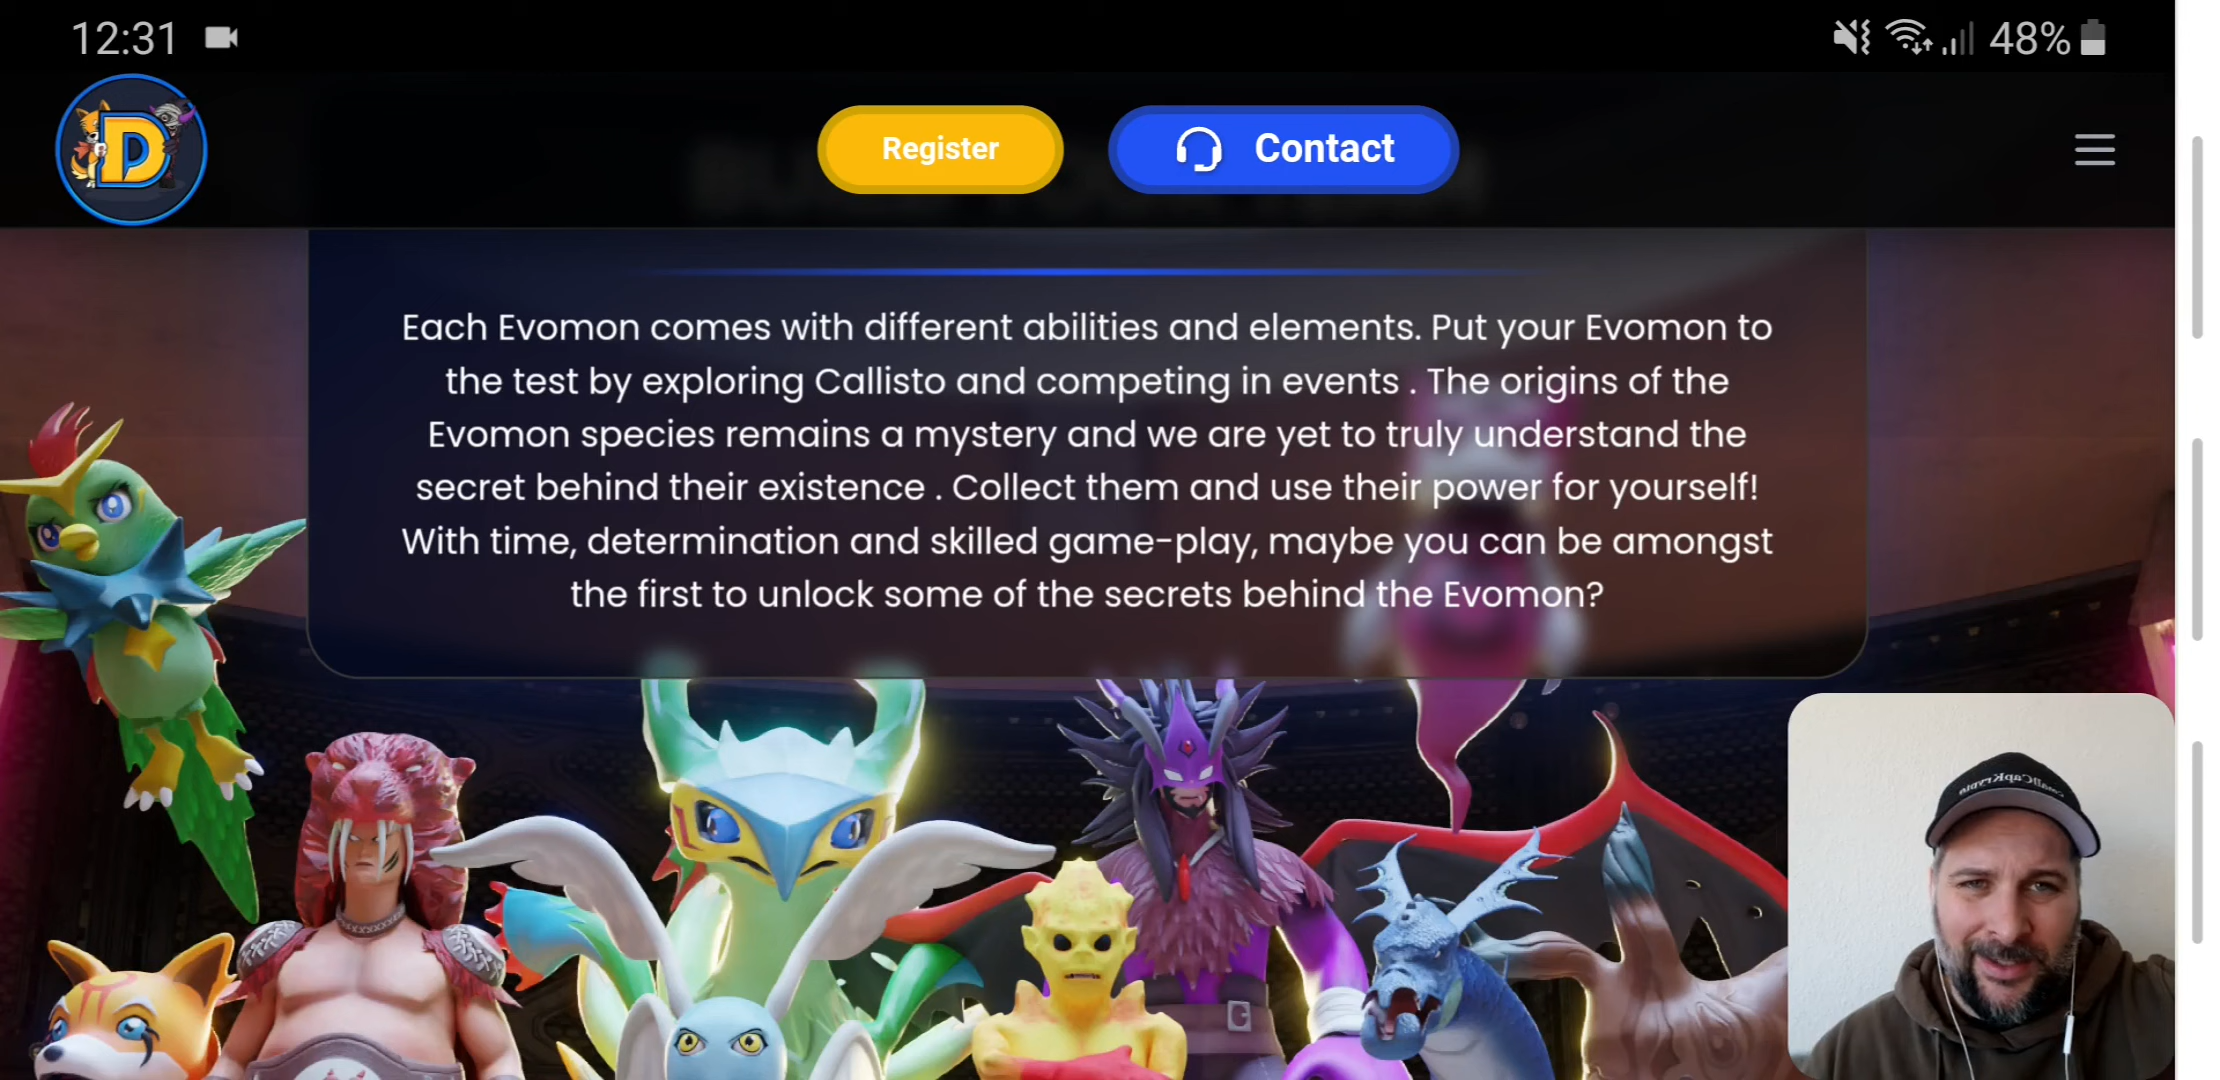 12:31
48%
D
Register
Contact
Each Evomon comes with different abilities and elements. Put your Evomon to
the test by exploring Callisto and competing in events . The origins of the
Evomon species remains a mystery and we are yet to truly understand the
secret behind their existence . Collect them and use their power for yourself!
With time, determination and skilled game-play, maybe you can be amongst
the first to unlock some of the secrets behind the Evomon?
SmallCapKrypto